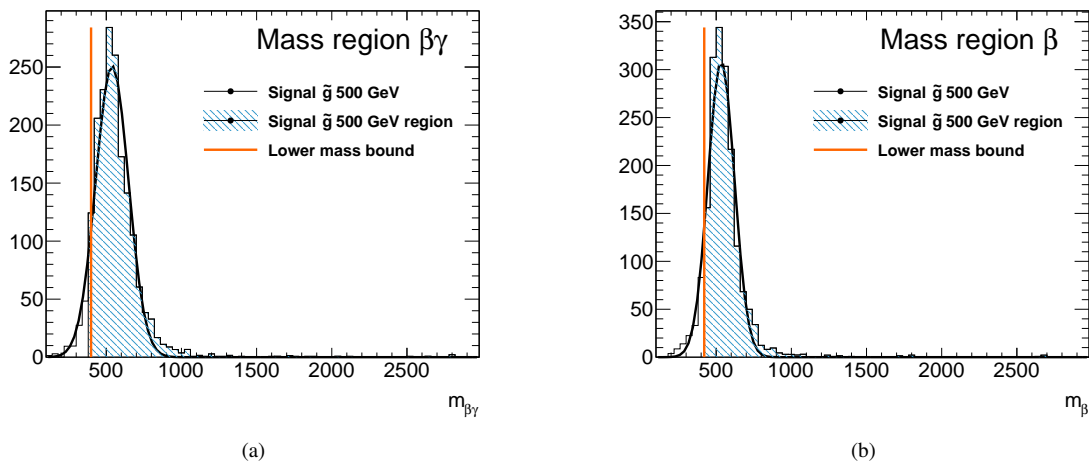 Mass region βγ
Signal g̃ 500 GeV
Signal g̃ 500 GeV region
Lower mass bound
250
200
150
100
50
0
500 1000 1500 2000 2500
m_βγ
(a)
Mass region β
Signal g̃ 500 GeV
Signal g̃ 500 GeV region
Lower mass bound
350
300
250
200
150
100
50
0
500 1000 1500 2000 2500
m_β
(b)